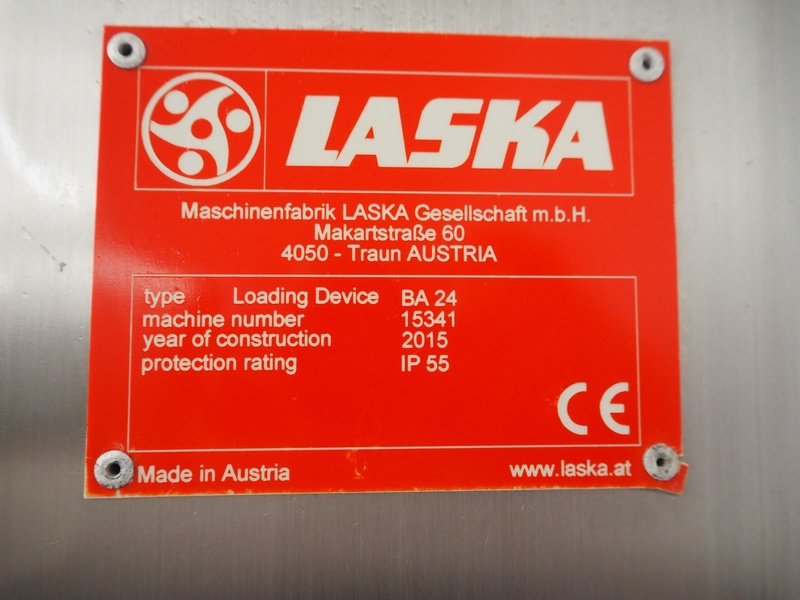 LASKA
Maschinenfabrik LASKA Gesellschaft m.b.H.
Makartstraße 60
4050 - Traun AUSTRIA
type Loading Device BA 24
machine number 15341
year of construction 2015
protection rating IP 55
CE
Made in Austria www.laska.at